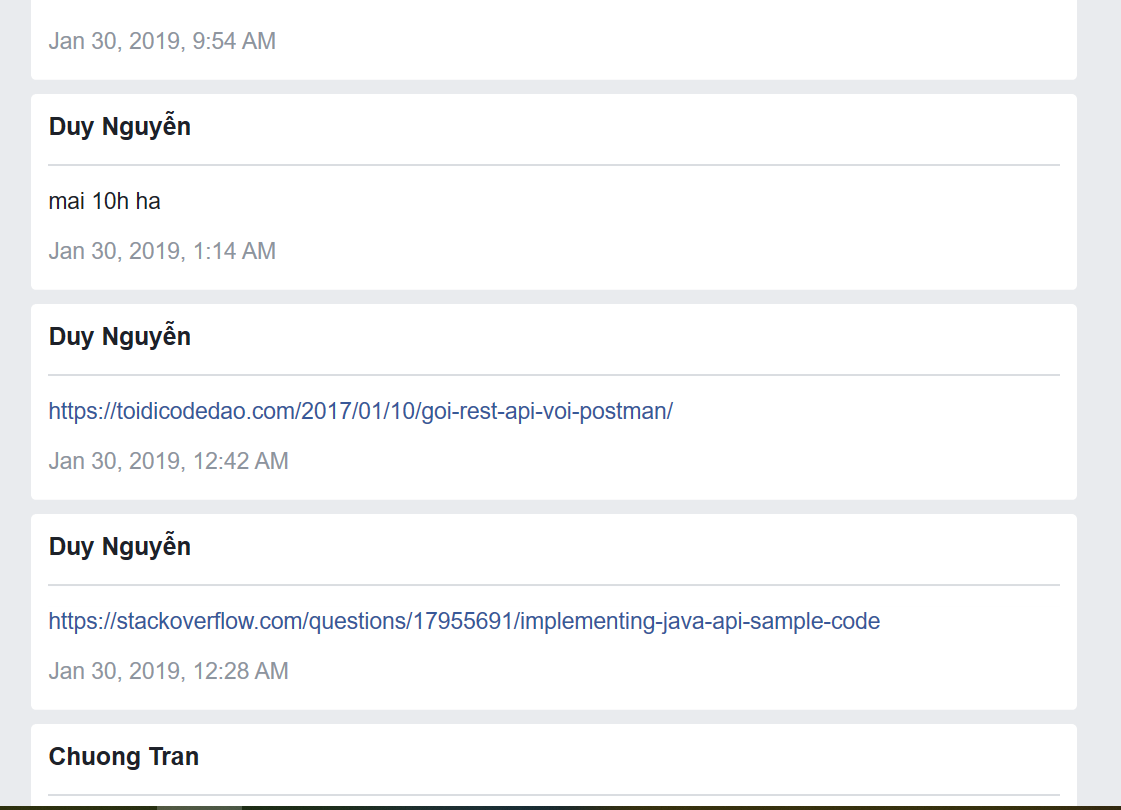 Jan 30, 2019, 9:54 AM
Duy Nguyễn
mai 10h ha
Jan 30, 2019, 1:14 AM
Duy Nguyễn
https://toidicodedao.com/2017/01/10/goi-rest-api-voi-postman/
Jan 30, 2019, 12:42 AM
Duy Nguyễn
https://stackoverflow.com/questions/17955691/implementing-java-api-sample-code
Jan 30, 2019, 12:28 AM
Chuong Tran